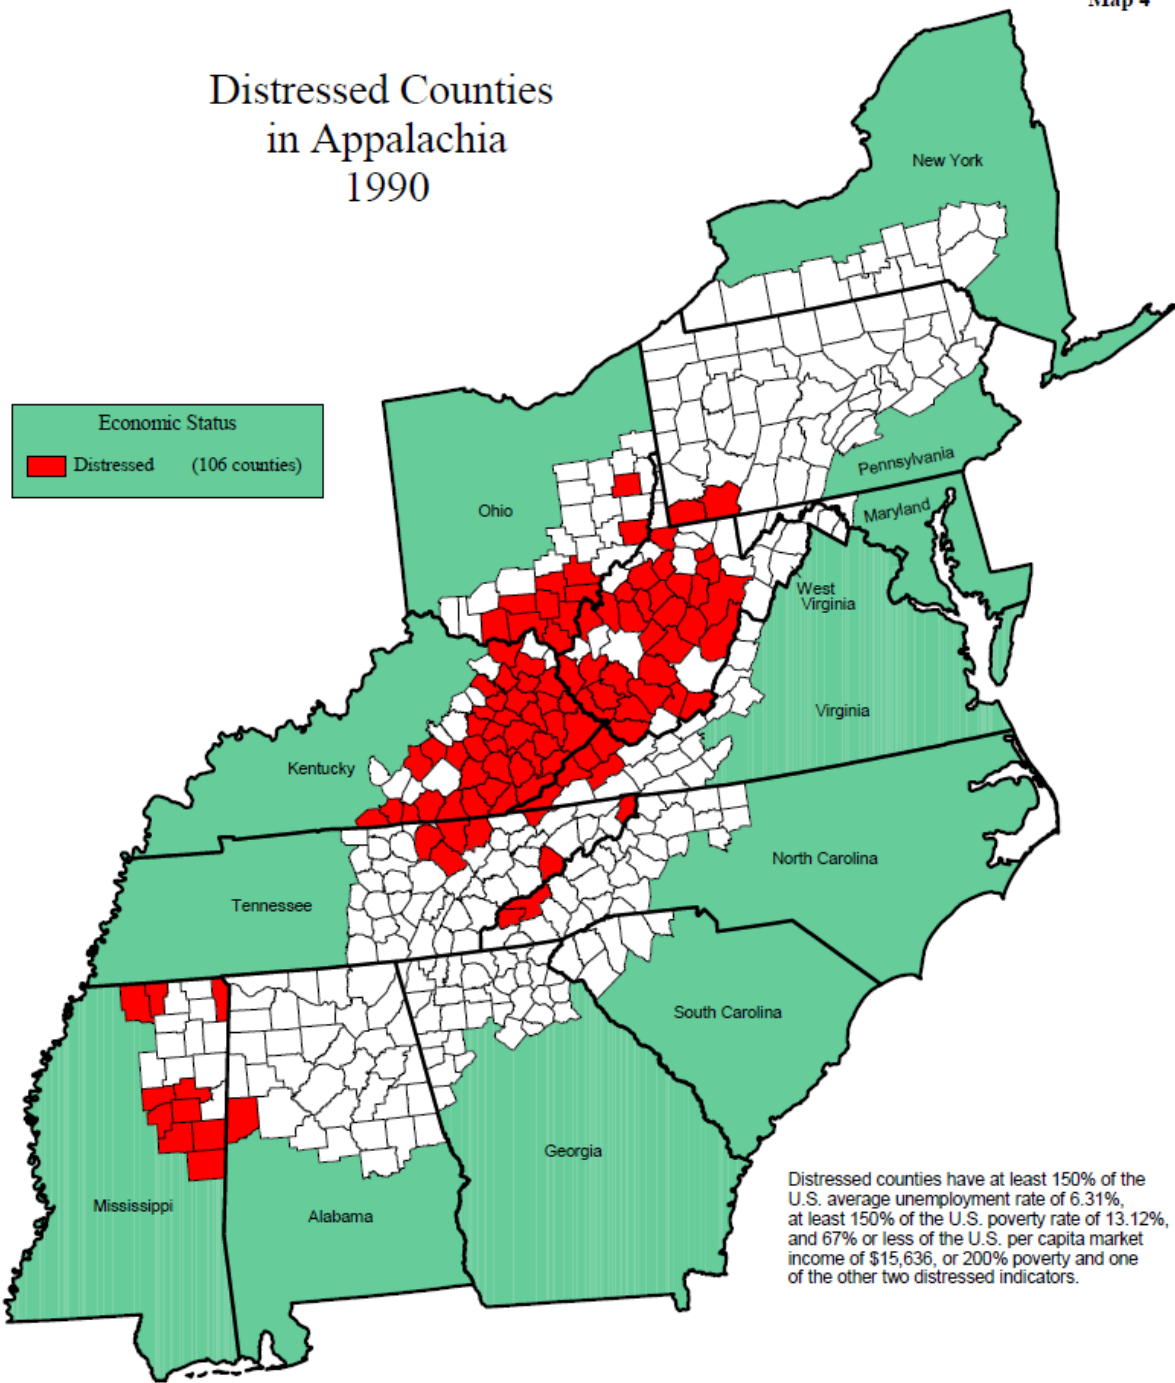 Map 4
Distressed Counties
in Appalachia
1990
New York
Economic Status
Distressed (106 counties)
Pennsylvania
Ohio
Maryland
West
Virginia
Virginia
Kentucky
North Carolina
Tennessee
South Carolina
Georgia
Mississippi
Alabama
Distressed counties have at least 150% of the
U.S. average unemployment rate of 6.31%,
at least 150% of the U.S. poverty rate of 13.12%,
and 67% or less of the U.S. per capita market
income of $15,636, or 200% poverty and one
of the other two distressed indicators.